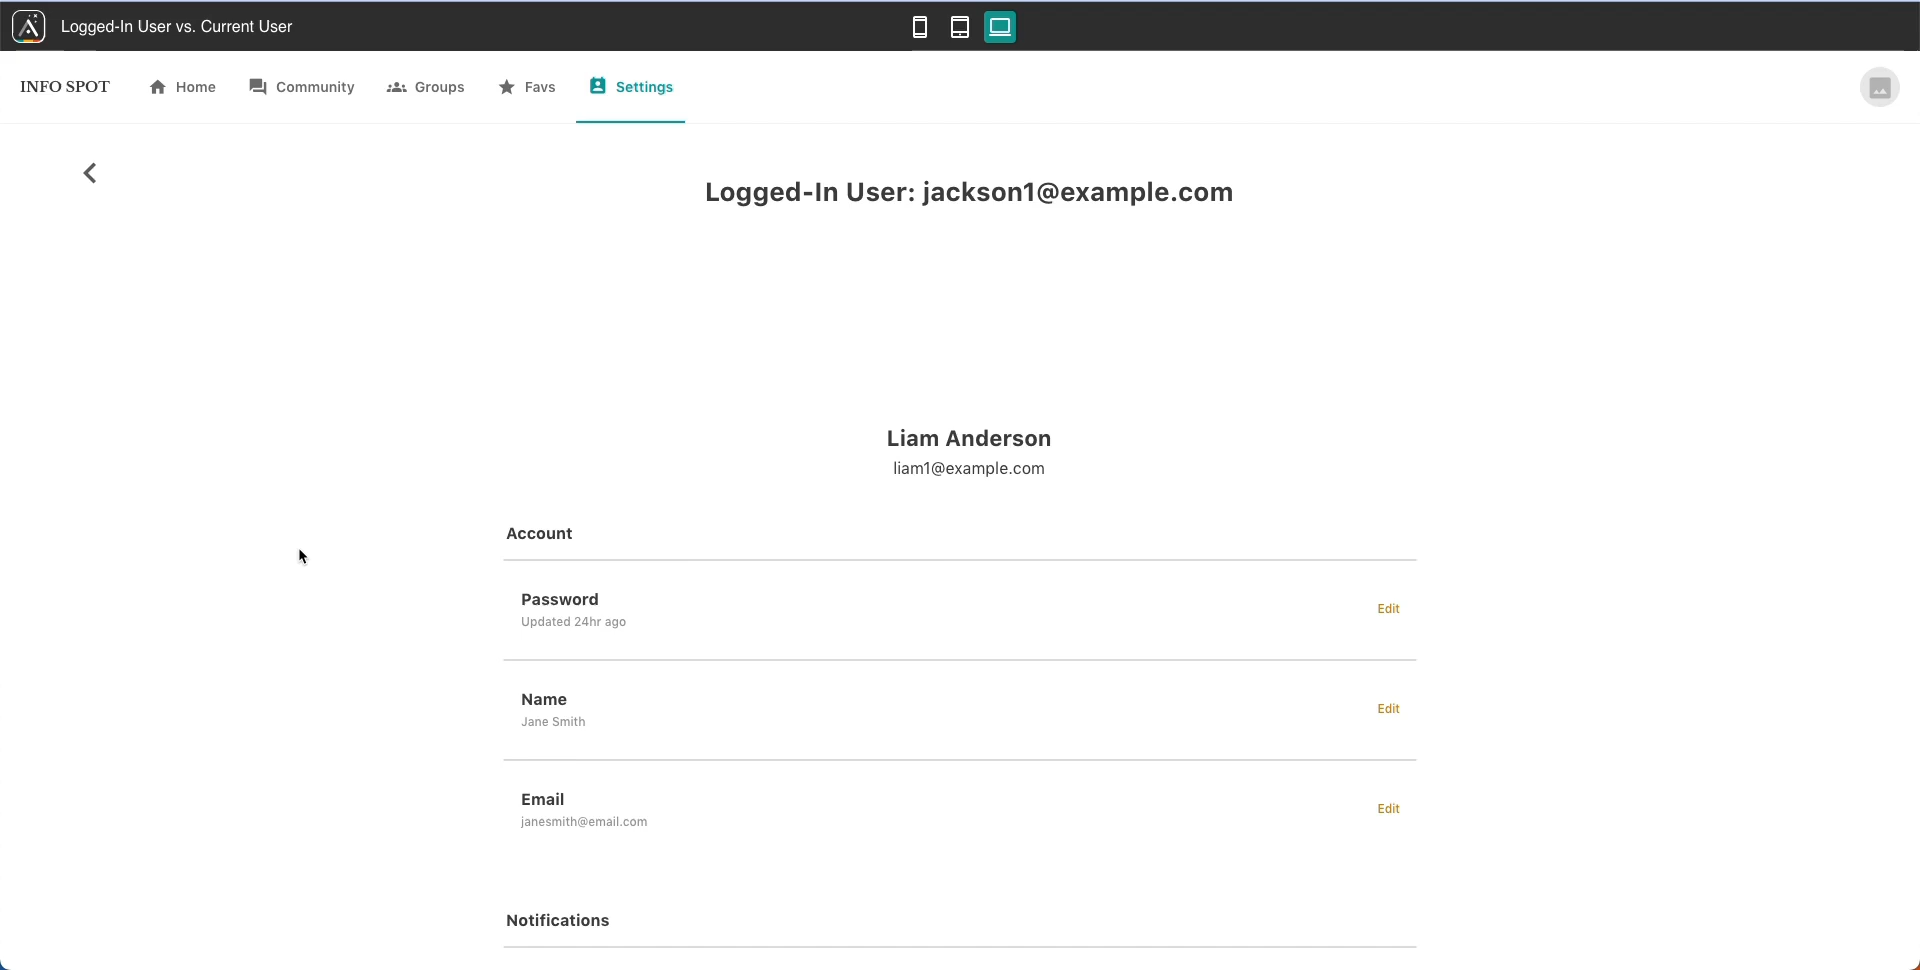 Logged-In User vs. Current User
INFO SPOT
Home
Community
Groups
Favs
Settings
Logged-In User: jackson1@example.com
Liam Anderson
liam1@example.com
Account
Password
Updated 24hr ago
Edit
Name
Jane Smith
Edit
Email
janesmith@email.com
Edit
Notifications